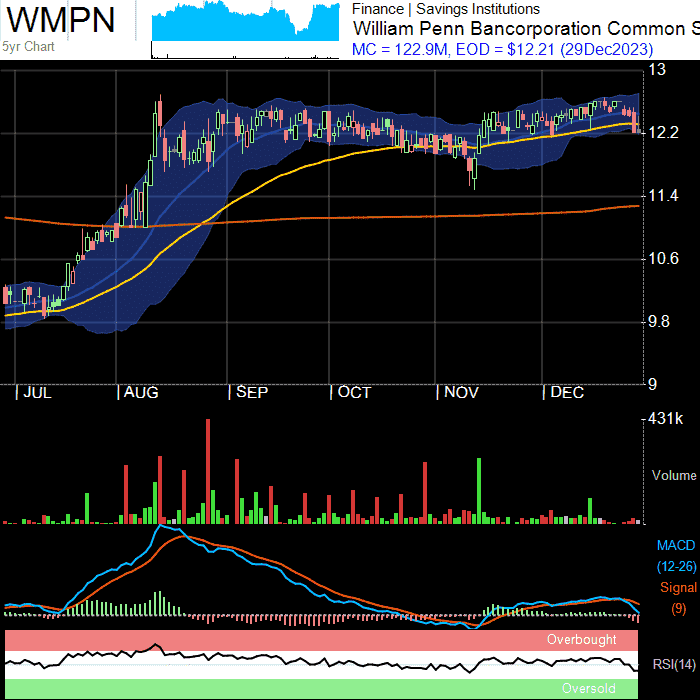 WMPN
5yr Chart
Finance | Savings Institutions
William Penn Bancorporation Common S
MC = 122.9M, EOD = $12.21 (29Dec2023)
13
12.2
11.4
10.6
9.8
9
JUL AUG SEP OCT NOV DEC
431k
Volume
MACD
(12-26)
Signal
(9)
Overbought
RSI(14)
Oversold